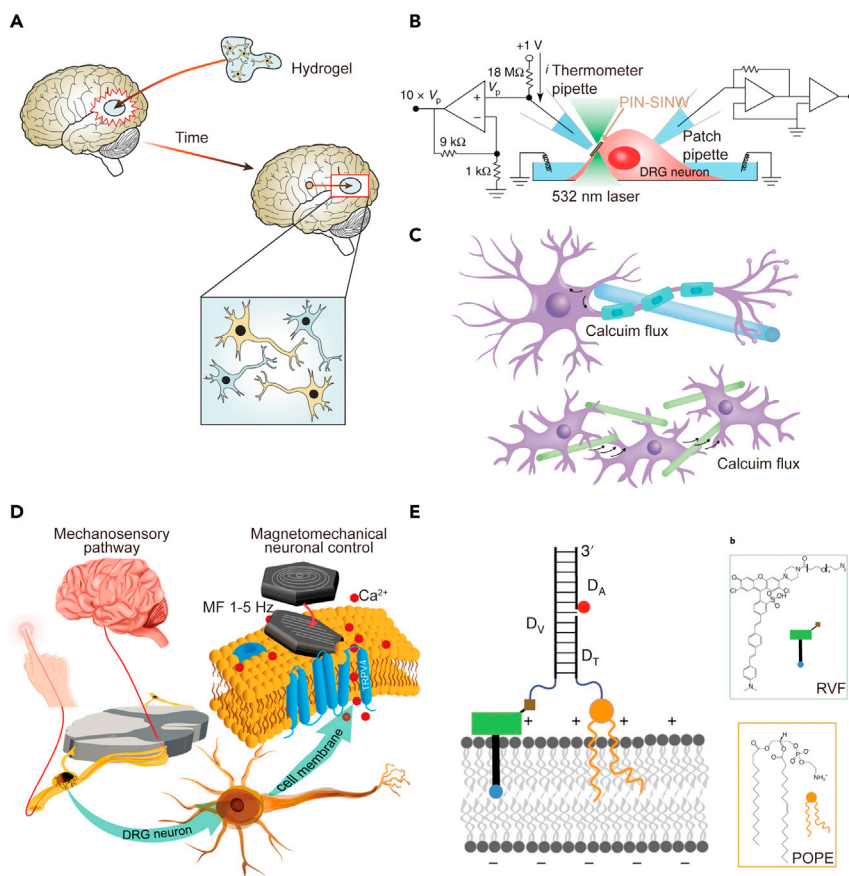 A
Hydrogel
Time
B
+1 V
18 MΩ
i
Thermometer
pipette
10 × Vp
Vp
PIN-SINW
+
−
9 kΩ
1 kΩ
Patch
pipette
DRG neuron
532 nm laser
C
Calcuim flux
Calcuim flux
D
Mechanosensory
pathway
Magnetomechanical
neuronal control
MF 1-5 Hz
Ca2+
TRPV4
cell membrane
DRG neuron
E
3′
DA
DV
DT
+ + + + +
− − − − −
b
RVF
POPE